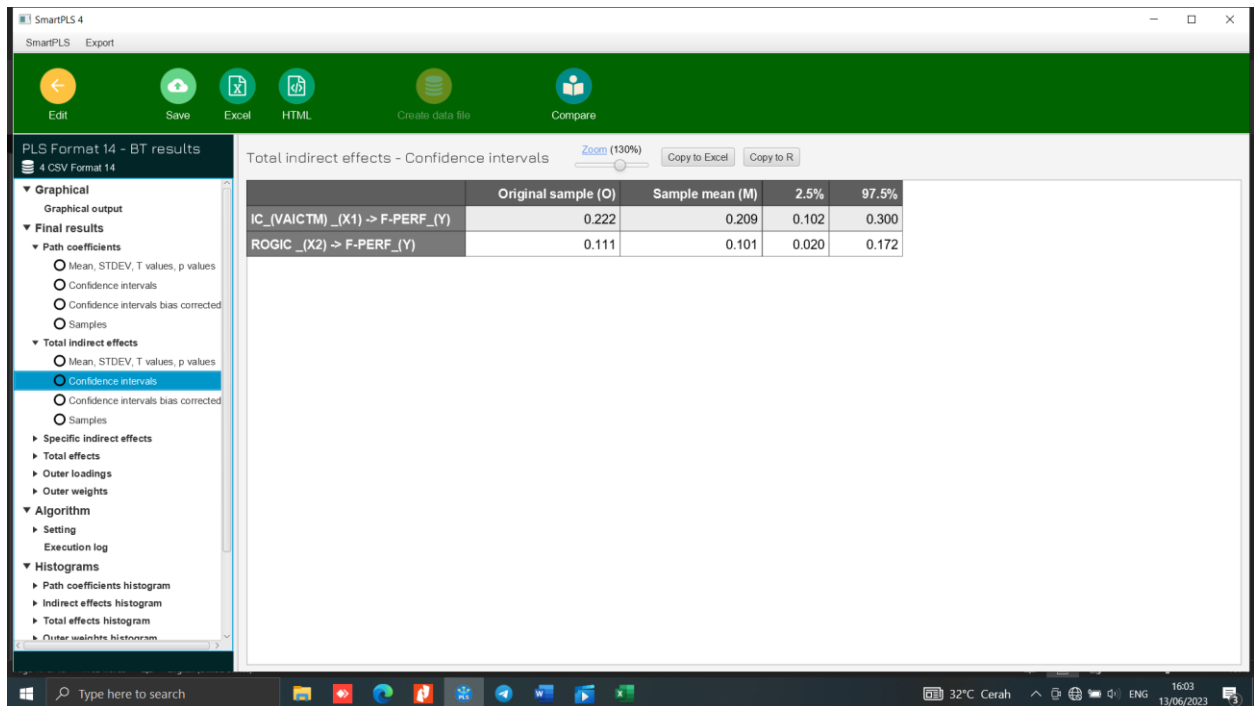 SmartPLS 4
SmartPLS Export
Edit Save Excel HTML Create data file Compare
PLS Format 14 - BT results
4 CSV Format 14
Graphical
Graphical output
Final results
Path coefficients
Mean, STDEV, T values, p values
Confidence intervals
Confidence intervals bias corrected
Samples
Total indirect effects
Mean, STDEV, T values, p values
Confidence intervals
Confidence intervals bias corrected
Samples
Specific indirect effects
Total effects
Outer loadings
Outer weights
Algorithm
Setting
Execution log
Histograms
Path coefficients histogram
Indirect effects histogram
Total effects histogram
Outer weights histogram
Total indirect effects - Confidence intervals Zoom (130%) Copy to Excel Copy to R
Original sample (O) Sample mean (M) 2.5% 97.5%
IC_(VAICTM) _(X1) -> F-PERF_(Y) 0.222 0.209 0.102 0.300
ROGIC _(X2) -> F-PERF_(Y) 0.111 0.101 0.020 0.172
Type here to search 32°C Cerah ENG 16:03
13/06/2023